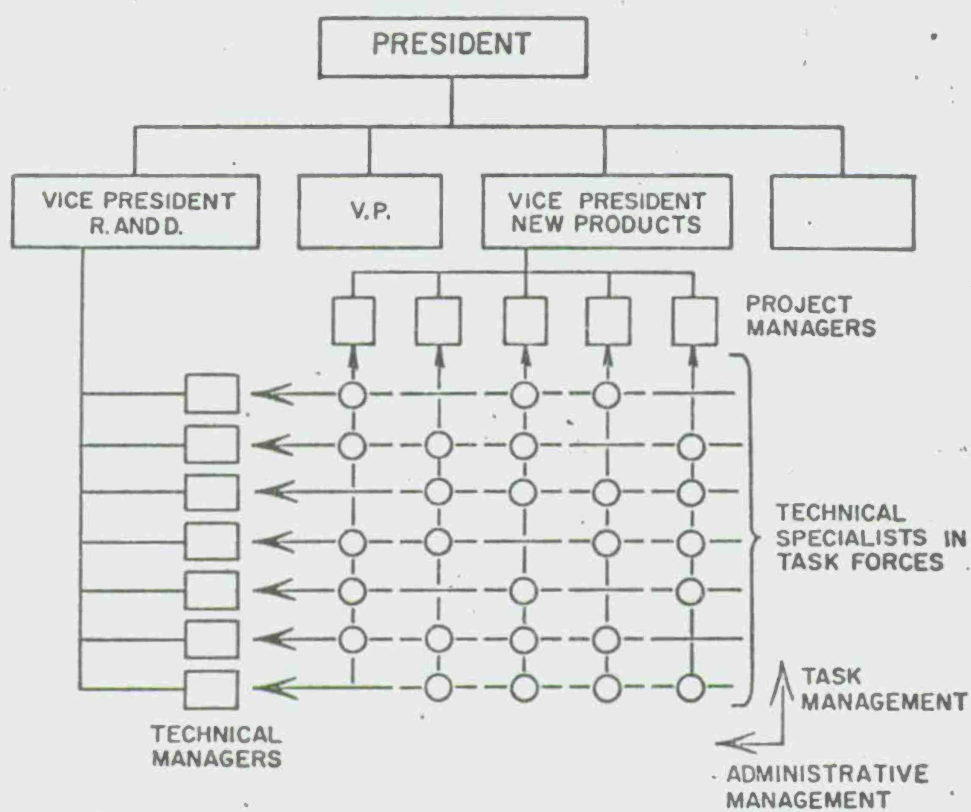 PRESIDENT
VICE PRESIDENT
R. AND D.
V.P.
VICE PRESIDENT
NEW PRODUCTS
PROJECT
MANAGERS
TECHNICAL
SPECIALISTS IN
TASK FORCES
TASK
MANAGEMENT
TECHNICAL
MANAGERS
ADMINISTRATIVE
MANAGEMENT